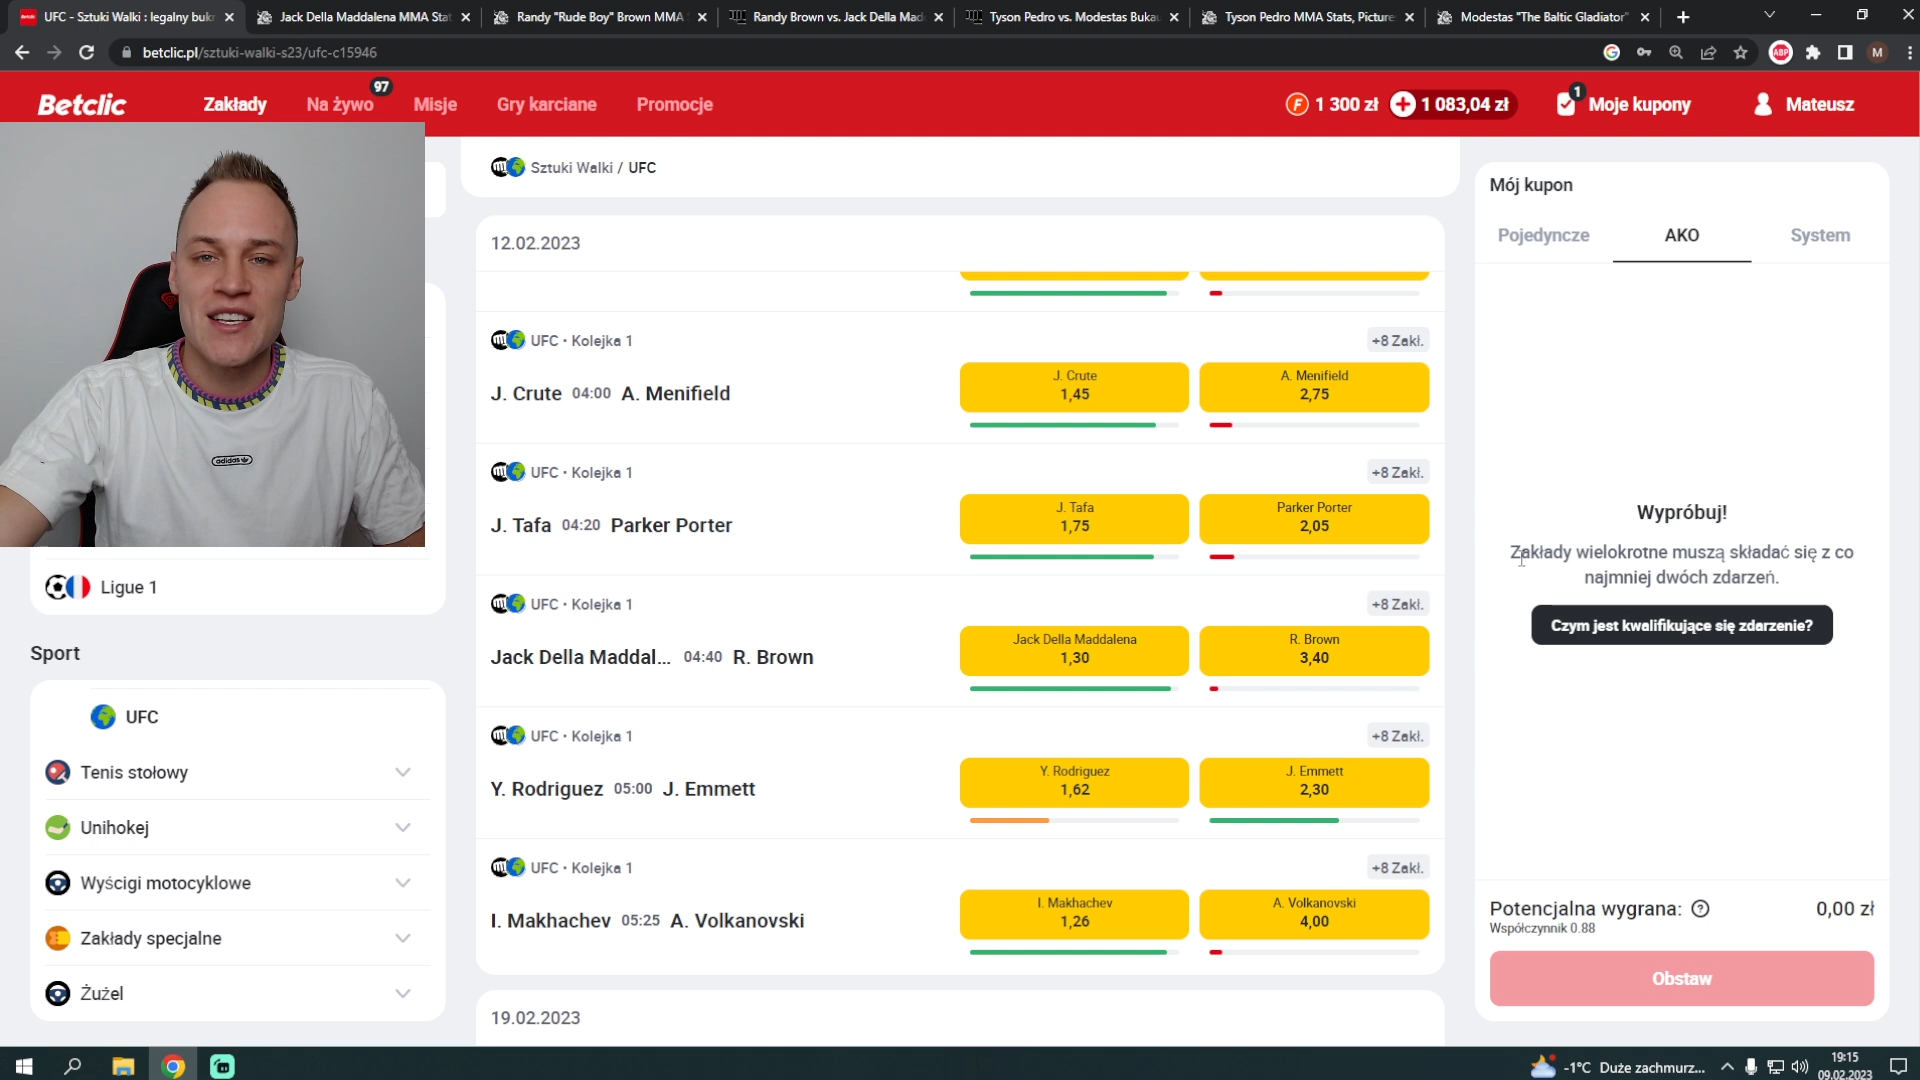 UFC - Sztuki Walki : legalny buk
Jack Della Maddalena MMA Stat
Randy "Rude Boy" Brown MMA
Randy Brown vs. Jack Della Mad
Tyson Pedro vs. Modestas Buka
Tyson Pedro MMA Stats, Picture
Modestas "The Baltic Gladiator"
betclic.pl/sztuki-walki-s23/ufc-c15946
ABP
M
Betclic
Zakłady
Na żywo
97
Misje
Gry karciane
Promocje
F 1 300 zł
1 083,04 zł
1
Moje kupony
Mateusz
Sztuki Walki / UFC
12.02.2023
UFC • Kolejka 1
+8 Zakł.
J. Crute 04:00 A. Menifield
J. Crute
1,45
A. Menifield
2,75
UFC • Kolejka 1
+8 Zakł.
J. Tafa 04:20 Parker Porter
J. Tafa
1,75
Parker Porter
2,05
UFC • Kolejka 1
+8 Zakł.
Jack Della Maddal... 04:40 R. Brown
Jack Della Maddalena
1,30
R. Brown
3,40
UFC • Kolejka 1
+8 Zakł.
Y. Rodriguez 05:00 J. Emmett
Y. Rodriguez
1,62
J. Emmett
2,30
UFC • Kolejka 1
+8 Zakł.
I. Makhachev 05:25 A. Volkanovski
I. Makhachev
1,26
A. Volkanovski
4,00
19.02.2023
adidas
Ligue 1
Sport
UFC
Tenis stołowy
Unihokej
Wyścigi motocyklowe
Zakłady specjalne
Żużel
Mój kupon
Pojedyncze
AKO
System
Wypróbuj!
Zakłady wielokrotne muszą składać się z co
najmniej dwóch zdarzeń.
Czym jest kwalifikujące się zdarzenie?
Potencjalna wygrana: ?
0,00 zł
Współczynnik 0.88
Obstaw
-1°C Duże zachmurz...
19:15
09.02.2023